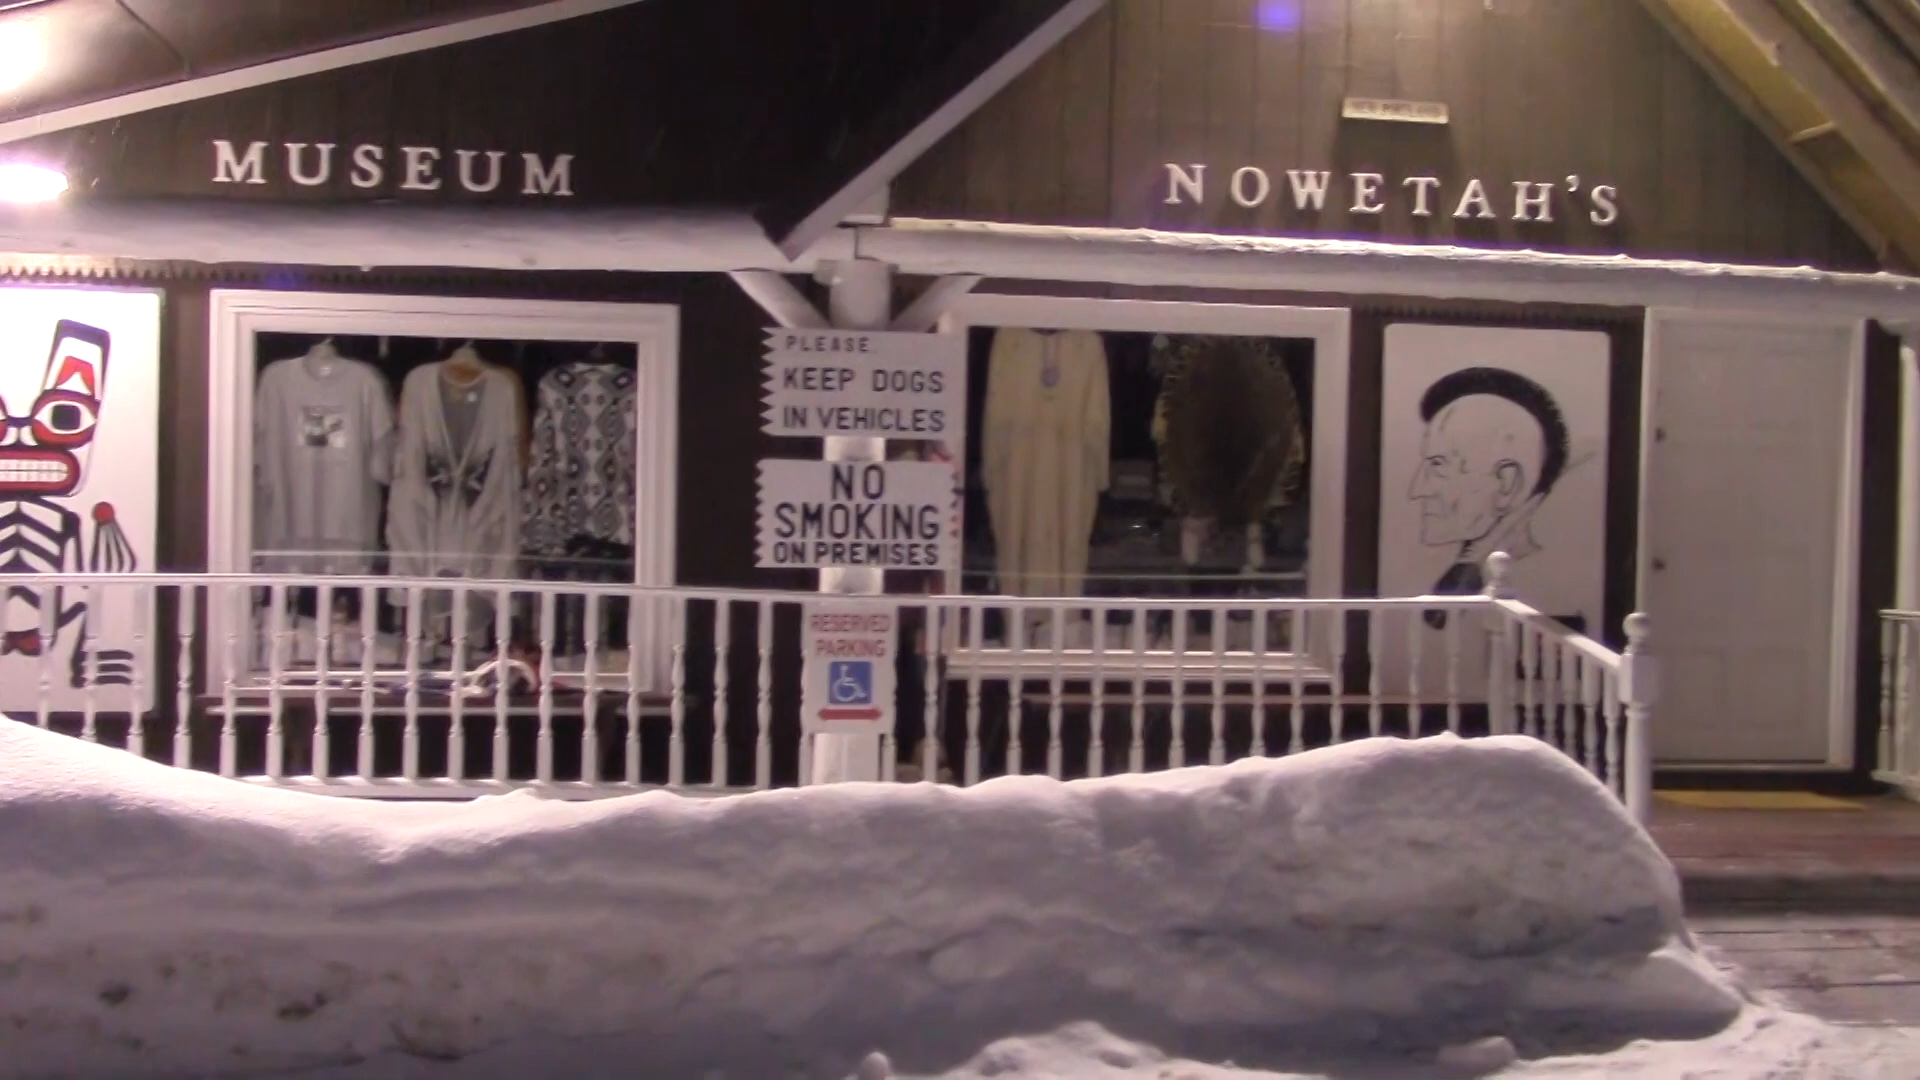 MUSEUM
NOWETAH'S
PLEASE
KEEP DOGS
IN VEHICLES
NO
SMOKING
ON PREMISES
RESERVED
PARKING